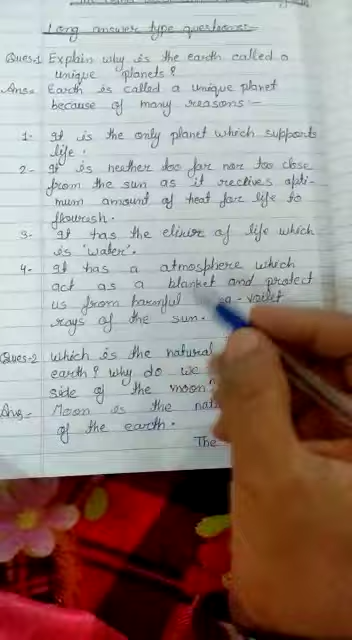 Long answer type questions:-
Ques-1 Explain why is the earth called a
unique planets?
Ans= Earth is called a unique planet
because of many reasons:-
1- It is the only planet which supports
life.
2- It is neither too far nor too close
from the sun as it rectives opti-
mum amount of heat for life to
flourish.
3- It has the elixir of life which
is 'water'.
4- It has a atmosphere which
act as a blanket and protect
us from harmful a-voilet
rays of the sun.
Ques-2 which is the natural
earth? why do we
side of the moon
Ans= Moon is the nat
of the earth.
The